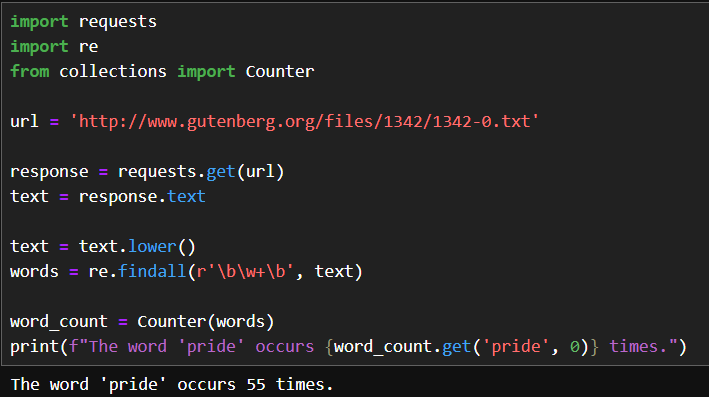 import requests
import re
from collections import Counter
url = 'http://www.gutenberg.org/files/1342/1342-0.txt'
response = requests.get(url)
text = response.text
text = text.lower()
words = re.findall(r'\b\w+\b', text)
word_count = Counter(words)
print(f"The word 'pride' occurs {word_count.get('pride', 0)} times.")
The word 'pride' occurs 55 times.